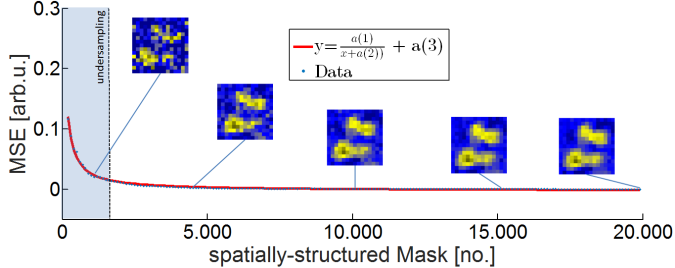 0.3
0.2
0.1
0
MSE [arb.u.]
undersampling
y= a(1) / x+a(2)) + a(3)
Data
0 5.000 10.000 15.000 20.000
spatially-structured Mask [no.]